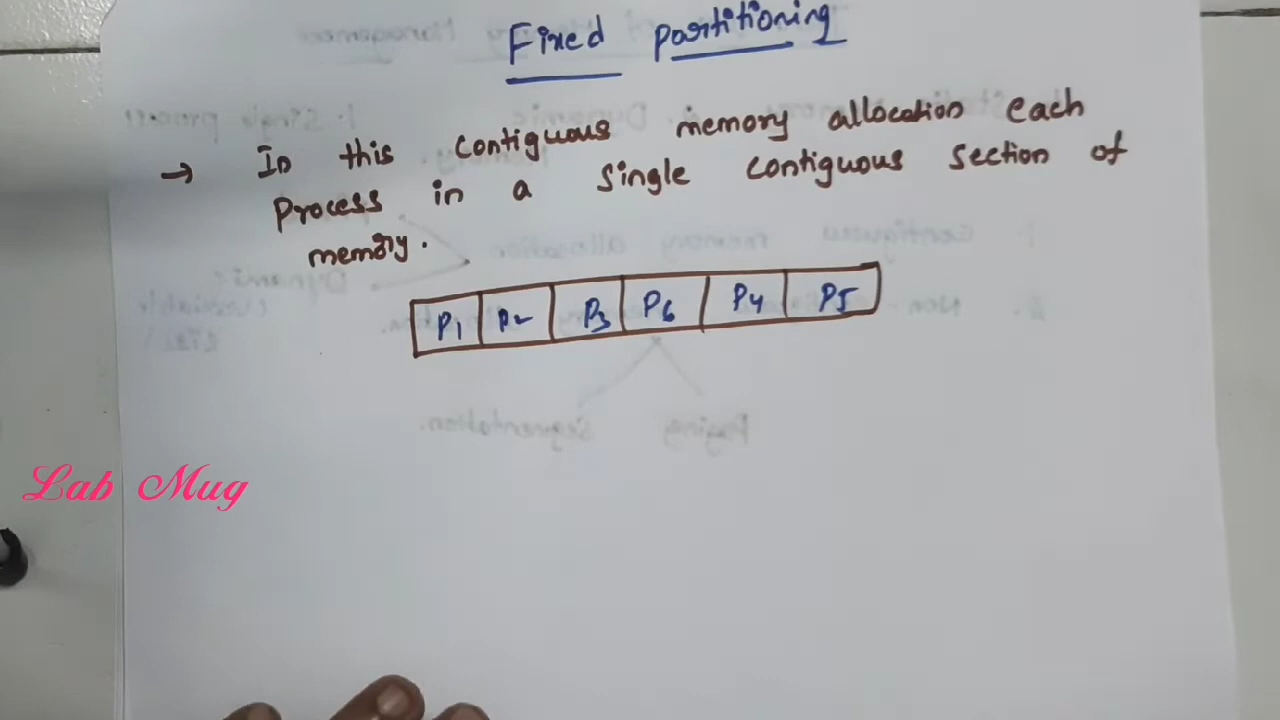 Fixed Partitioning
→ In this contiguous memory allocation each
Process in a single contiguous section of
memory.
P1 P2 P3 P6 P4 P5
Lab Mug